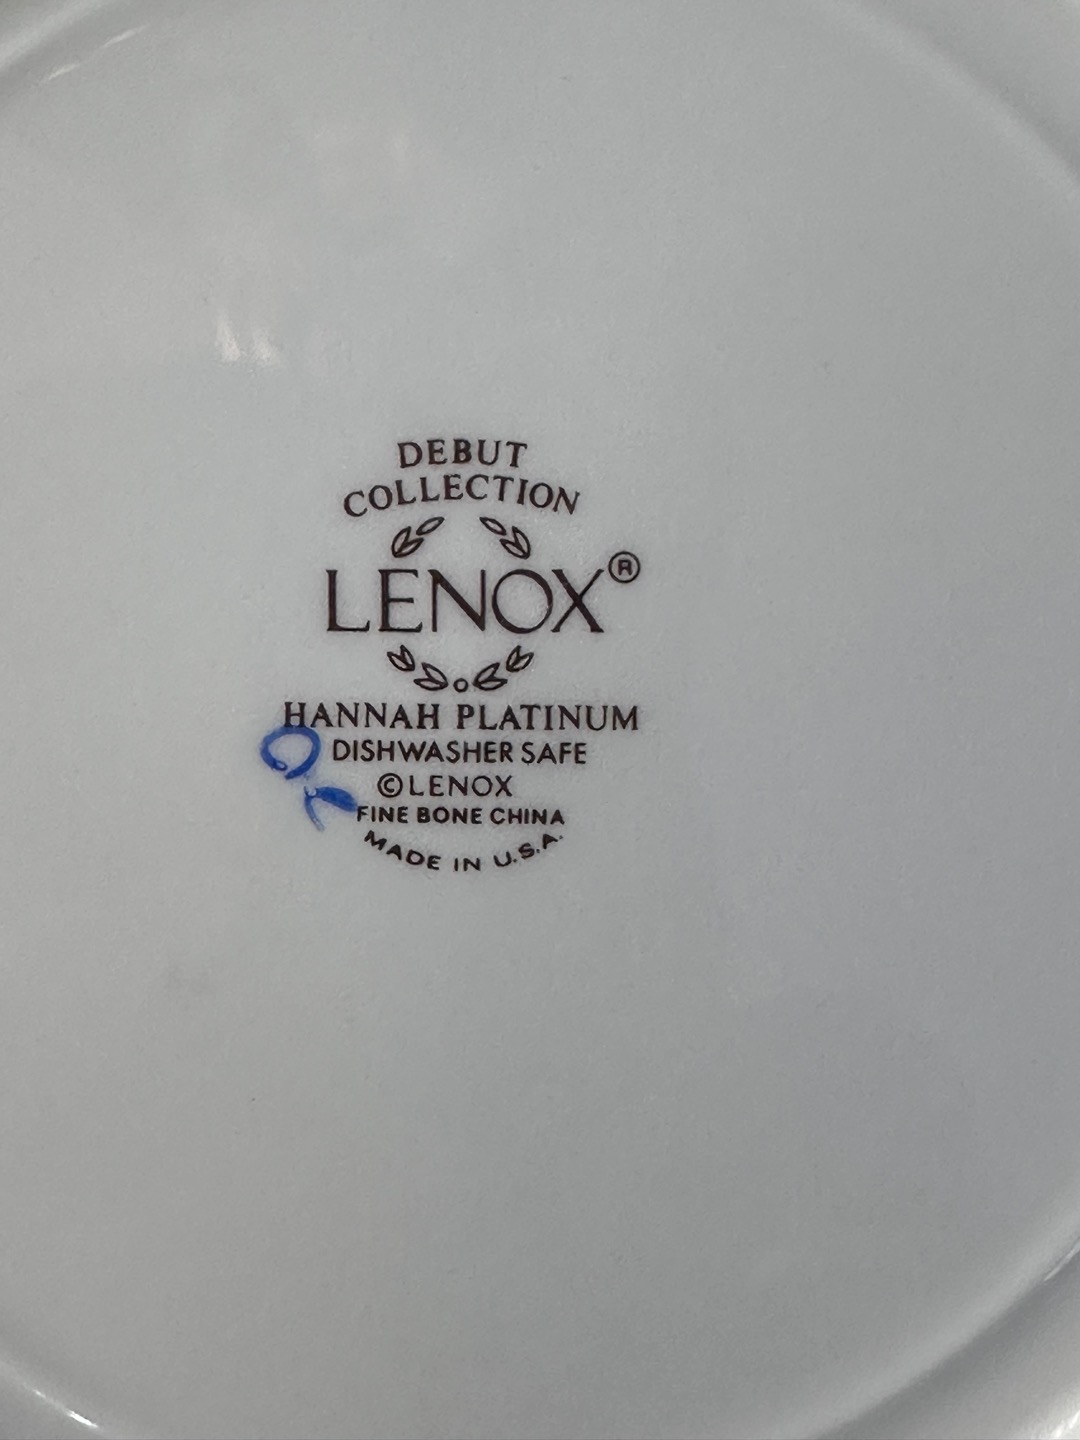 DEBUT
COLLECTION
LENOX®
HANNAH PLATINUM
DISHWASHER SAFE
©LENOX
FINE BONE CHINA
MADE IN U.S.A.